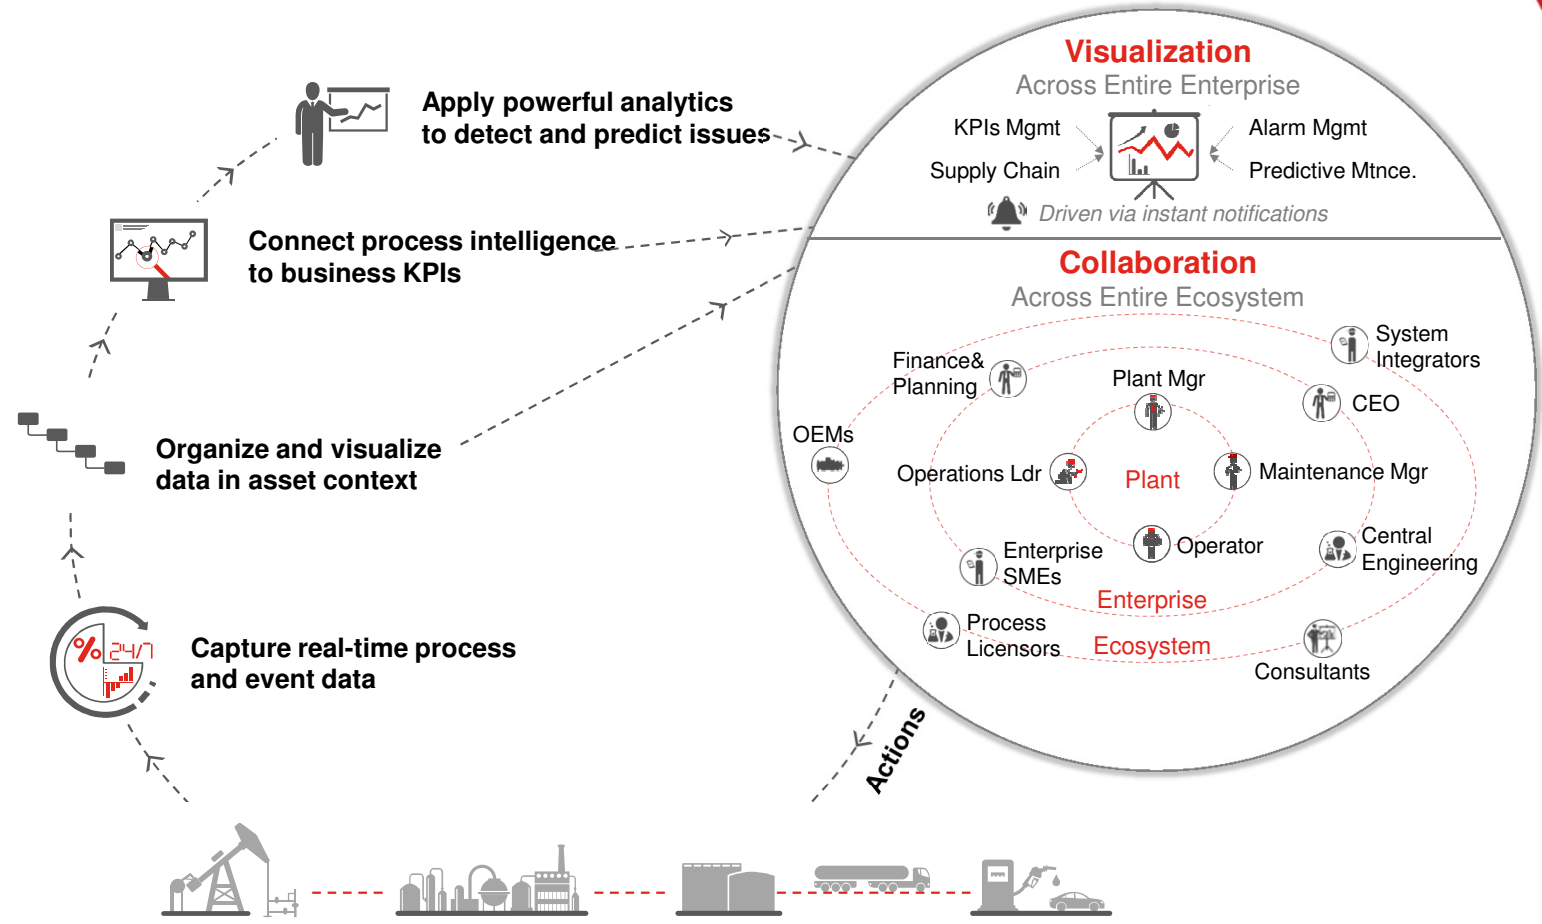 Visualization
Across Entire Enterprise
KPIs Mgmt
Alarm Mgmt
Supply Chain
Predictive Mtnce.
Driven via instant notifications
Apply powerful analytics
to detect and predict issues
Connect process intelligence
to business KPIs
Organize and visualize
data in asset context
% 24/7
Capture real-time process
and event data
Collaboration
Across Entire Ecosystem
System
Integrators
Finance&
Planning
Plant Mgr
CEO
OEMs
Operations Ldr
Plant
Maintenance Mgr
Operator
Enterprise
SMEs
Central
Engineering
Enterprise
Process
Licensors
Ecosystem
Consultants
Actions